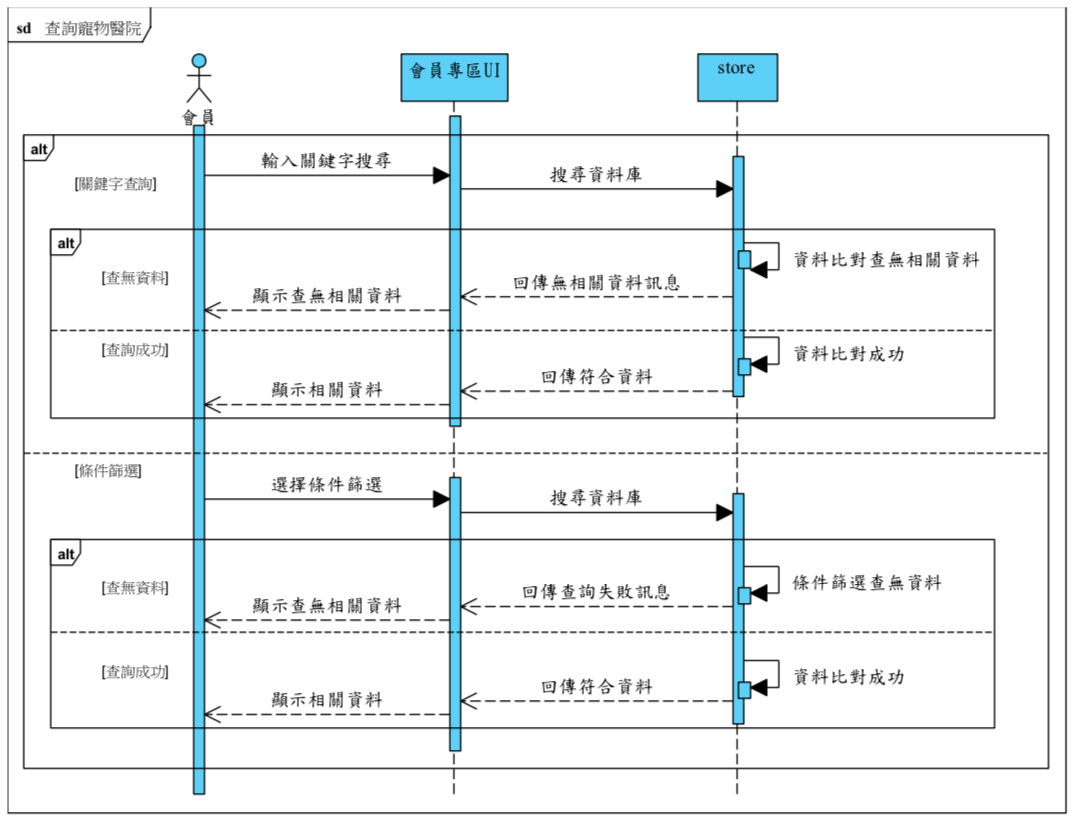 sd 查詢寵物醫院
會員專區UI
store
會員
alt
[關鍵字查詢]
輸入關鍵字搜尋
搜尋資料庫
alt
[查無資料]
資料比對查無相關資料
回傳無相關資料訊息
顯示查無相關資料
[查詢成功]
資料比對成功
回傳符合資料
顯示相關資料
[條件篩選]
選擇條件篩選
搜尋資料庫
alt
[查無資料]
條件篩選查無資料
回傳查詢失敗訊息
顯示查無相關資料
[查詢成功]
資料比對成功
回傳符合資料
顯示相關資料